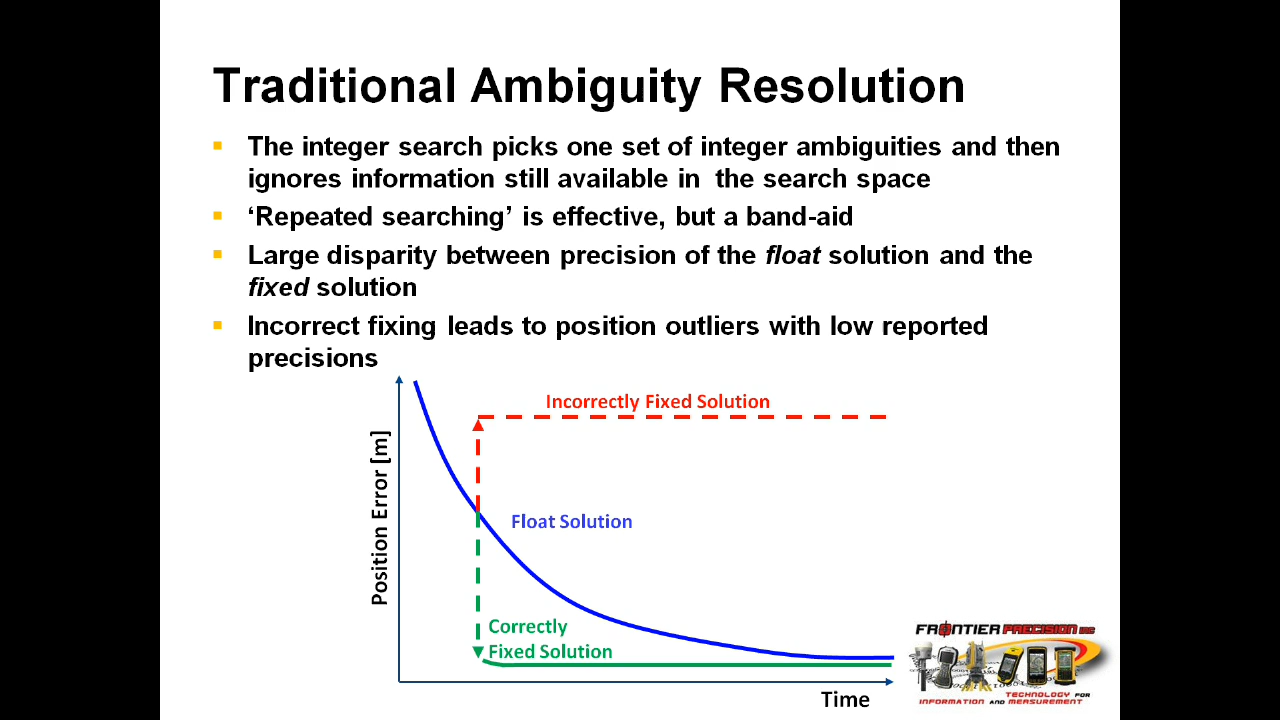 Traditional Ambiguity Resolution
▪ The integer search picks one set of integer ambiguities and then
ignores information still available in the search space
▪ ‘Repeated searching’ is effective, but a band-aid
▪ Large disparity between precision of the float solution and the
fixed solution
▪ Incorrect fixing leads to position outliers with low reported
precisions
Incorrectly Fixed Solution
Position Error [m]
Float Solution
Correctly
Fixed Solution
Time
FRONTIER PRECISION INC
TECHNOLOGY FOR
INFORMATION AND MEASUREMENT